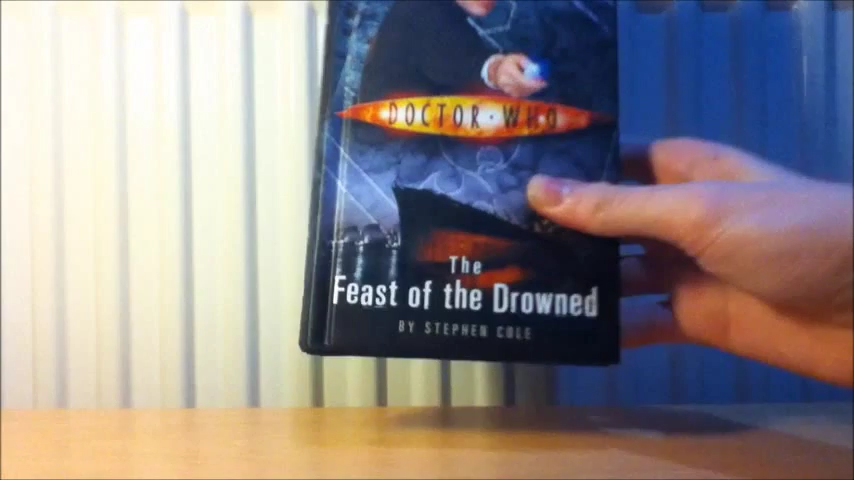 DOCTOR·WHO
The
Feast of the Drowned
BY STEPHEN COLE